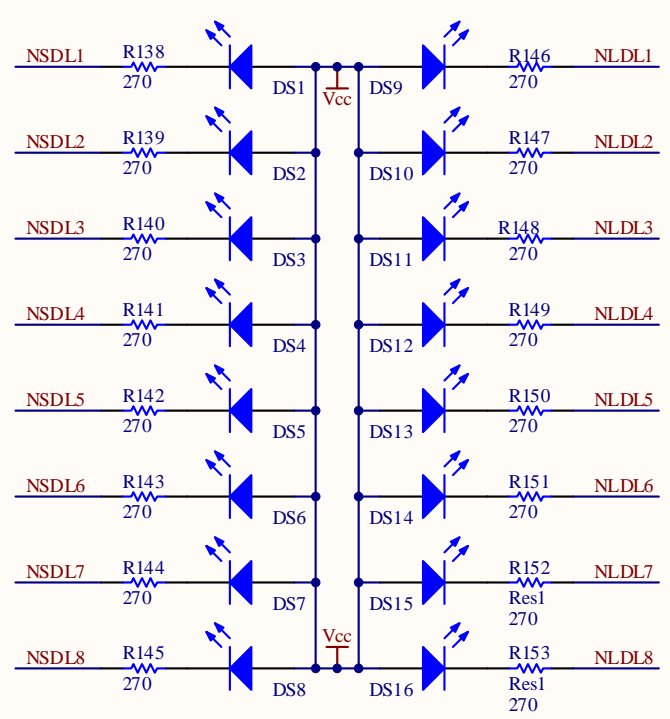 NSDL1 R138 R146 NLDL1
270 DS1 Vcc DS9 270
NSDL2 R139 R147 NLDL2
270 DS2 DS10 270
NSDL3 R140 R148 NLDL3
270 DS3 DS11 270
NSDL4 R141 R149 NLDL4
270 DS4 DS12 270
NSDL5 R142 R150 NLDL5
270 DS5 DS13 270
NSDL6 R143 R151 NLDL6
270 DS6 DS14 270
NSDL7 R144 R152 NLDL7
270 DS7 DS15 Res1
270
NSDL8 R145 Vcc R153 NLDL8
270 DS8 DS16 Res1
270